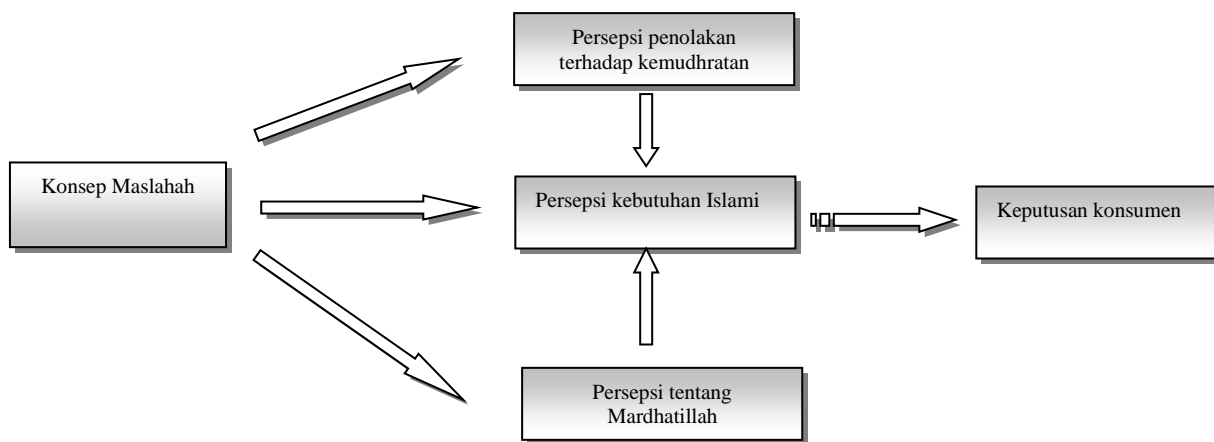 Persepsi penolakan
terhadap kemudhratan
Konsep Maslahah
Persepsi kebutuhan Islami
Keputusan konsumen
Persepsi tentang
Mardhatillah